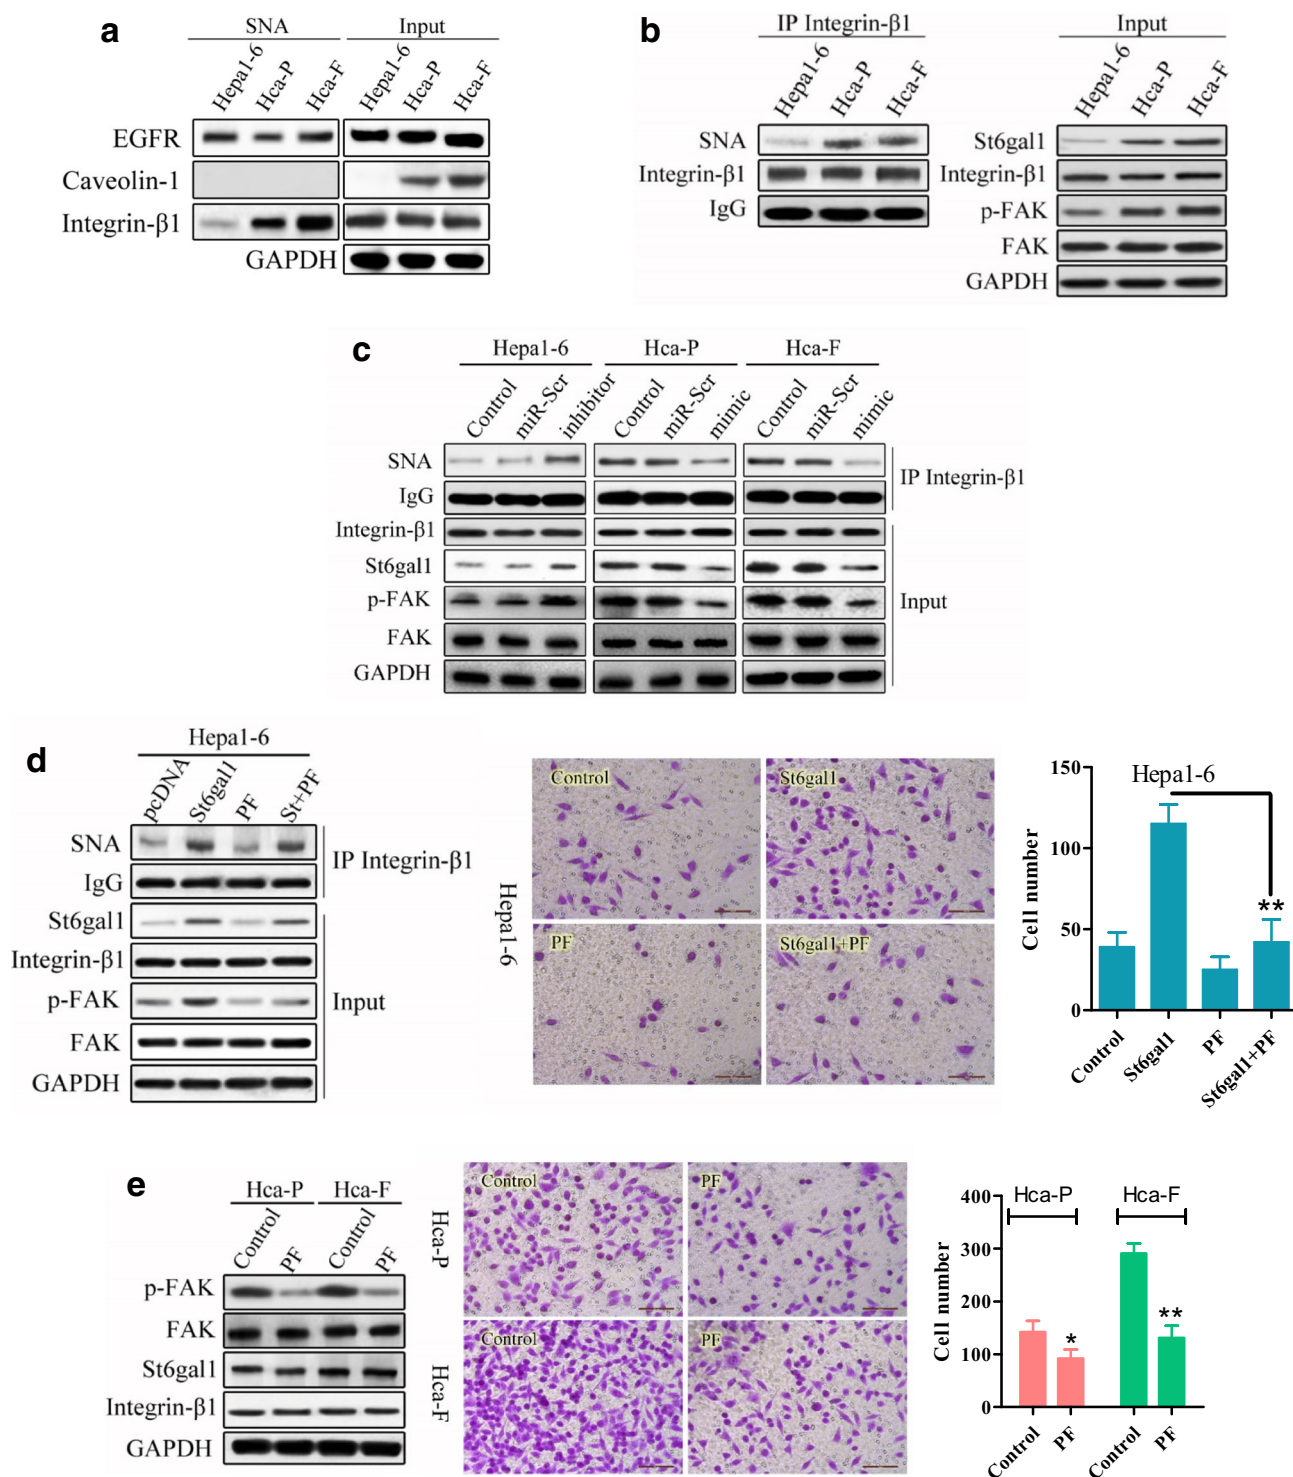 a
SNA
Input
Hepa1-6
Hca-P
Hca-F
Hepa1-6
Hca-P
Hca-F
EGFR
Caveolin-1
Integrin-β1
GAPDH
b
IP Integrin-β1
Input
Hepa1-6
Hca-P
Hca-F
Hepa1-6
Hca-P
Hca-F
SNA
Integrin-β1
IgG
St6gal1
Integrin-β1
p-FAK
FAK
GAPDH
c
Hepa1-6
Hca-P
Hca-F
Control
miR-Scr
inhibitor
Control
miR-Scr
mimic
Control
miR-Scr
mimic
SNA
IgG
IP Integrin-β1
Integrin-β1
St6gal1
p-FAK
FAK
GAPDH
Input
d
Hepa1-6
pcDNA
St6gal1
PF
St+PF
SNA
IgG
IP Integrin-β1
St6gal1
Integrin-β1
p-FAK
FAK
GAPDH
Input
Hepa1-6
Control
St6gal1
PF
St6gal1+PF
Hepa1-6
Cell number
150
100
50
0
**
Control
St6gal1
PF
St6gal1+PF
e
Hca-P
Hca-F
Control
PF
Control
PF
p-FAK
FAK
St6gal1
Integrin-β1
GAPDH
Hca-P
Hca-F
Control
PF
Control
PF
Cell number
400
300
200
100
0
Hca-P
Hca-F
*
**
Control
PF
Control
PF